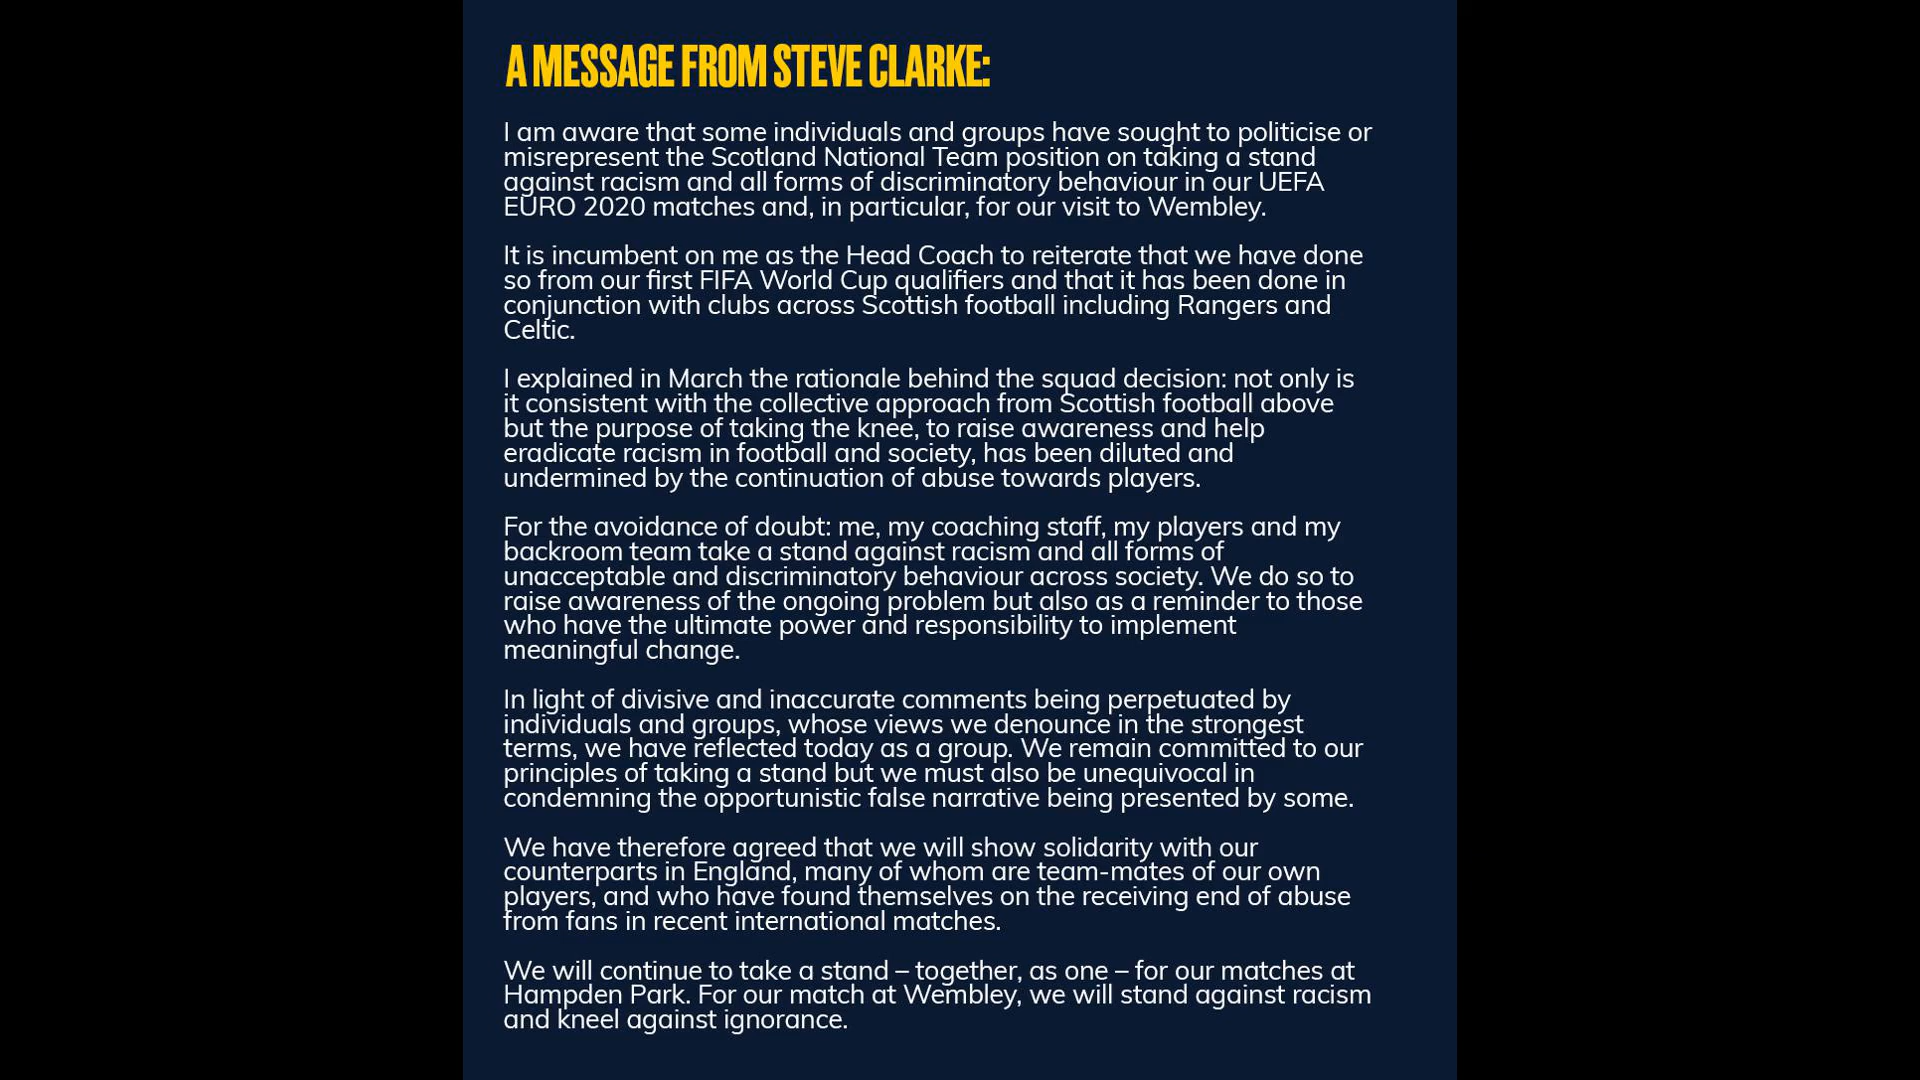 A MESSAGE FROM STEVE CLARKE:
I am aware that some individuals and groups have sought to politicise or
misrepresent the Scotland National Team position on taking a stand
against racism and all forms of discriminatory behaviour in our UEFA
EURO 2020 matches and, in particular, for our visit to Wembley.
It is incumbent on me as the Head Coach to reiterate that we have done
so from our first FIFA World Cup qualifiers and that it has been done in
conjunction with clubs across Scottish football including Rangers and
Celtic.
I explained in March the rationale behind the squad decision: not only is
it consistent with the collective approach from Scottish football above
but the purpose of taking the knee, to raise awareness and help
eradicate racism in football and society, has been diluted and
undermined by the continuation of abuse towards players.
For the avoidance of doubt: me, my coaching staff, my players and my
backroom team take a stand against racism and all forms of
unacceptable and discriminatory behaviour across society. We do so to
raise awareness of the ongoing problem but also as a reminder to those
who have the ultimate power and responsibility to implement
meaningful change.
In light of divisive and inaccurate comments being perpetuated by
individuals and groups, whose views we denounce in the strongest
terms, we have reflected today as a group. We remain committed to our
principles of taking a stand but we must also be unequivocal in
condemning the opportunistic false narrative being presented by some.
We have therefore agreed that we will show solidarity with our
counterparts in England, many of whom are team-mates of our own
players, and who have found themselves on the receiving end of abuse
from fans in recent international matches.
We will continue to take a stand – together, as one – for our matches at
Hampden Park. For our match at Wembley, we will stand against racism
and kneel against ignorance.